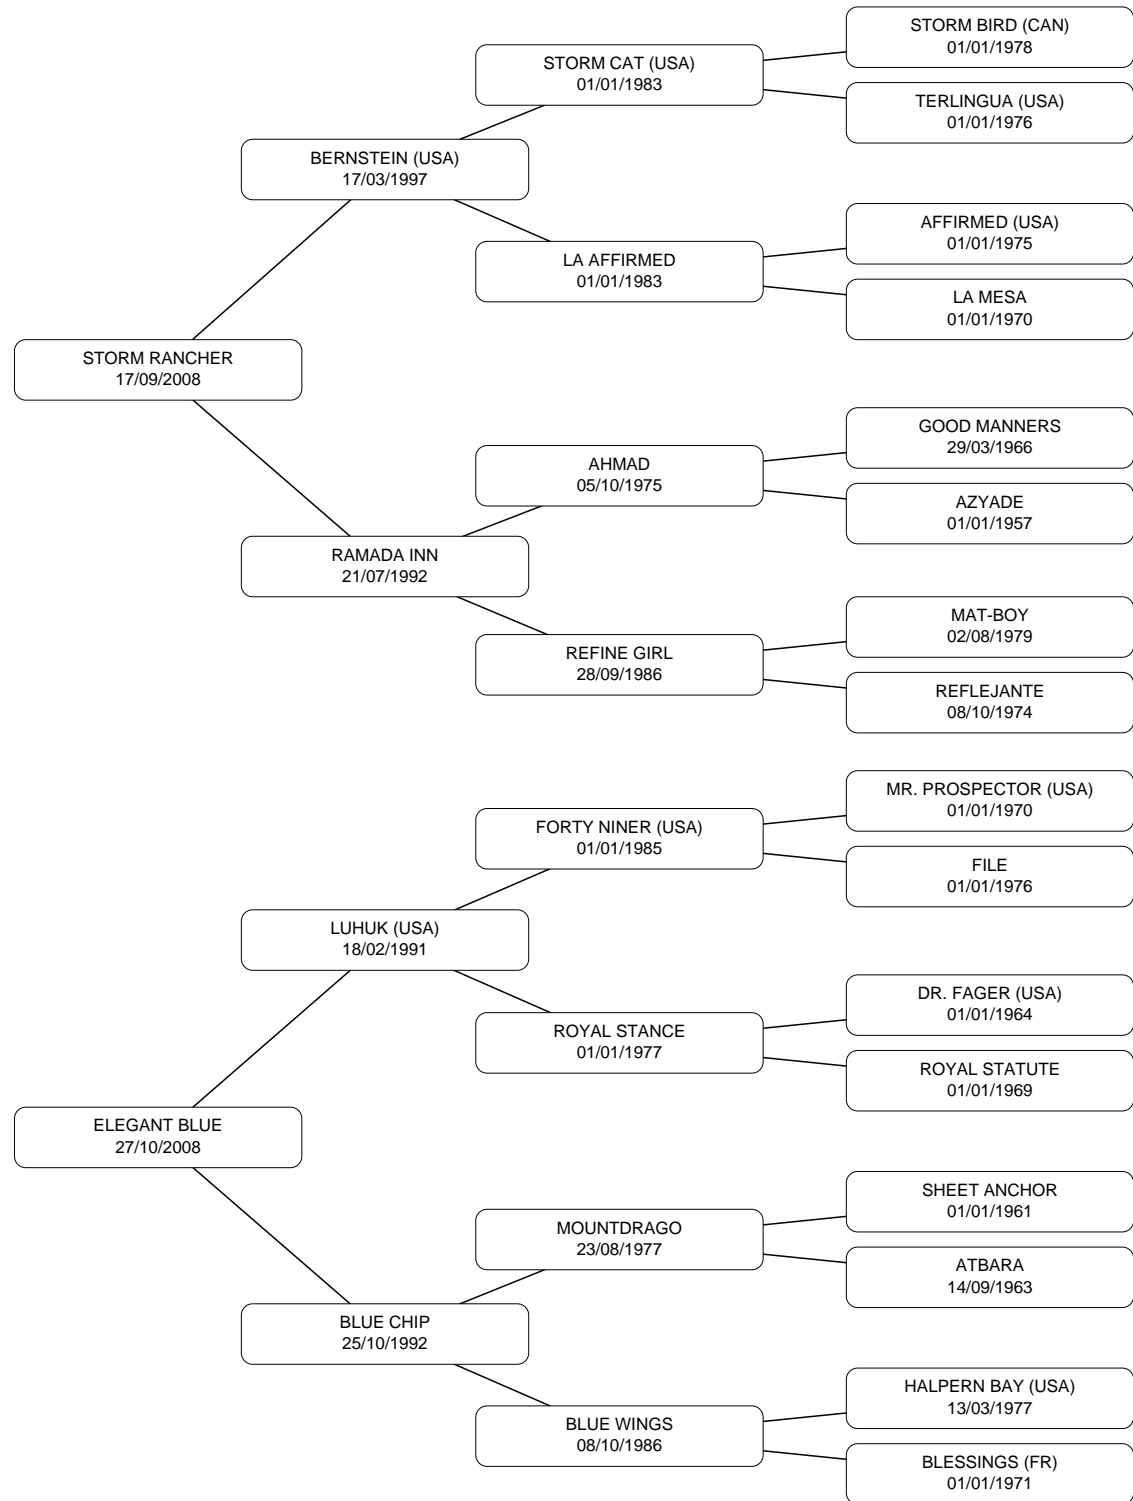 STORM BIRD (CAN)
01/01/1978
STORM CAT (USA)
01/01/1983
TERLINGUA (USA)
01/01/1976
BERNSTEIN (USA)
17/03/1997
AFFIRMED (USA)
01/01/1975
LA AFFIRMED
01/01/1983
LA MESA
01/01/1970
STORM RANCHER
17/09/2008
GOOD MANNERS
29/03/1966
AHMAD
05/10/1975
AZYADE
01/01/1957
RAMADA INN
21/07/1992
MAT-BOY
02/08/1979
REFINE GIRL
28/09/1986
REFLEJANTE
08/10/1974
MR. PROSPECTOR (USA)
01/01/1970
FORTY NINER (USA)
01/01/1985
FILE
01/01/1976
LUHUK (USA)
18/02/1991
DR. FAGER (USA)
01/01/1964
ROYAL STANCE
01/01/1977
ROYAL STATUTE
01/01/1969
ELEGANT BLUE
27/10/2008
SHEET ANCHOR
01/01/1961
MOUNTDRAGO
23/08/1977
ATBARA
14/09/1963
BLUE CHIP
25/10/1992
HALPERN BAY (USA)
13/03/1977
BLUE WINGS
08/10/1986
BLESSINGS (FR)
01/01/1971